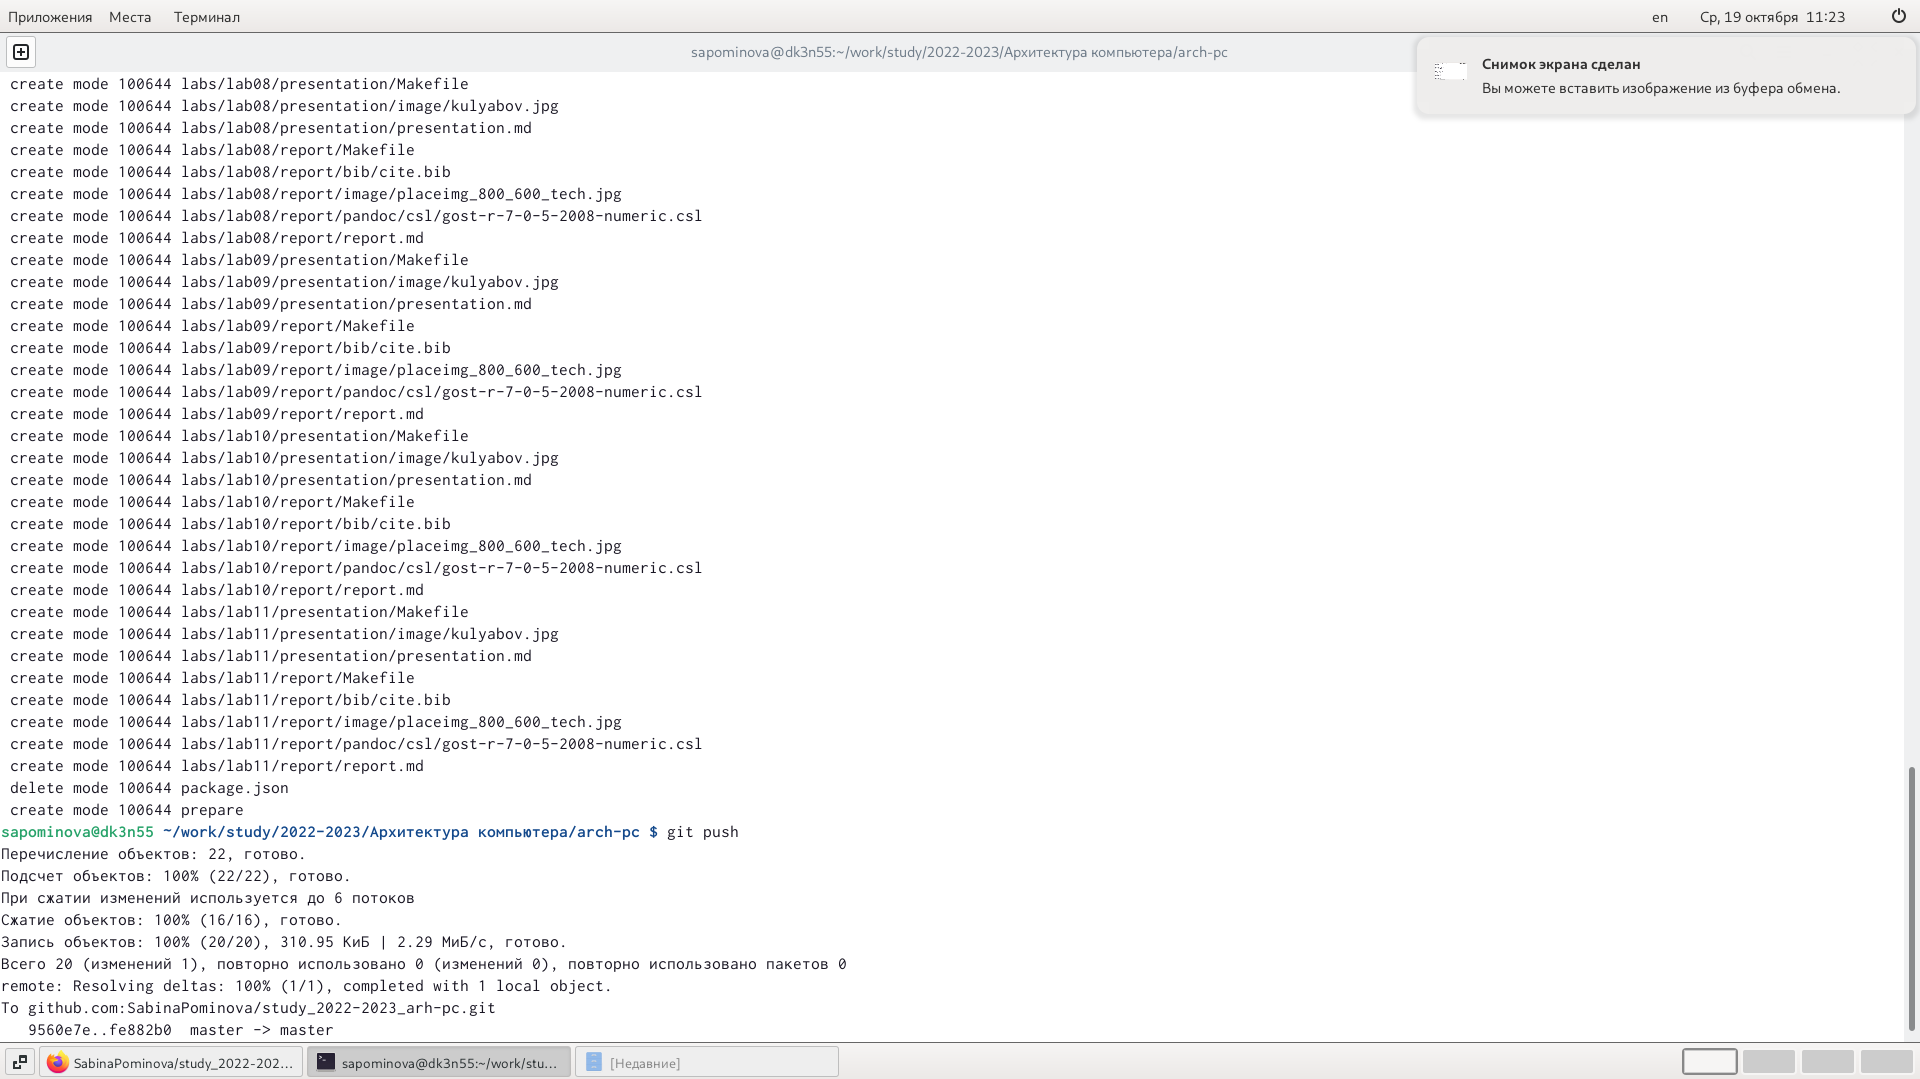 Приложения Места Терминал en Ср, 19 октября 11:23
sapominova@dk3n55:~/work/study/2022-2023/Архитектура компьютера/arch-pc
Снимок экрана сделан
Вы можете вставить изображение из буфера обмена.
create mode 100644 labs/lab08/presentation/Makefile
create mode 100644 labs/lab08/presentation/image/kulyabov.jpg
create mode 100644 labs/lab08/presentation/presentation.md
create mode 100644 labs/lab08/report/Makefile
create mode 100644 labs/lab08/report/bib/cite.bib
create mode 100644 labs/lab08/report/image/placeimg_800_600_tech.jpg
create mode 100644 labs/lab08/report/pandoc/csl/gost-r-7-0-5-2008-numeric.csl
create mode 100644 labs/lab08/report/report.md
create mode 100644 labs/lab09/presentation/Makefile
create mode 100644 labs/lab09/presentation/image/kulyabov.jpg
create mode 100644 labs/lab09/presentation/presentation.md
create mode 100644 labs/lab09/report/Makefile
create mode 100644 labs/lab09/report/bib/cite.bib
create mode 100644 labs/lab09/report/image/placeimg_800_600_tech.jpg
create mode 100644 labs/lab09/report/pandoc/csl/gost-r-7-0-5-2008-numeric.csl
create mode 100644 labs/lab09/report/report.md
create mode 100644 labs/lab10/presentation/Makefile
create mode 100644 labs/lab10/presentation/image/kulyabov.jpg
create mode 100644 labs/lab10/presentation/presentation.md
create mode 100644 labs/lab10/report/Makefile
create mode 100644 labs/lab10/report/bib/cite.bib
create mode 100644 labs/lab10/report/image/placeimg_800_600_tech.jpg
create mode 100644 labs/lab10/report/pandoc/csl/gost-r-7-0-5-2008-numeric.csl
create mode 100644 labs/lab10/report/report.md
create mode 100644 labs/lab11/presentation/Makefile
create mode 100644 labs/lab11/presentation/image/kulyabov.jpg
create mode 100644 labs/lab11/presentation/presentation.md
create mode 100644 labs/lab11/report/Makefile
create mode 100644 labs/lab11/report/bib/cite.bib
create mode 100644 labs/lab11/report/image/placeimg_800_600_tech.jpg
create mode 100644 labs/lab11/report/pandoc/csl/gost-r-7-0-5-2008-numeric.csl
create mode 100644 labs/lab11/report/report.md
delete mode 100644 package.json
create mode 100644 prepare
sapominova@dk3n55 ~/work/study/2022-2023/Архитектура компьютера/arch-pc $ git push
Перечисление объектов: 22, готово.
Подсчет объектов: 100% (22/22), готово.
При сжатии изменений используется до 6 потоков
Сжатие объектов: 100% (16/16), готово.
Запись объектов: 100% (20/20), 310.95 КиБ | 2.29 МиБ/с, готово.
Всего 20 (изменений 1), повторно использовано 0 (изменений 0), повторно использовано пакетов 0
remote: Resolving deltas: 100% (1/1), completed with 1 local object.
To github.com:SabinaPominova/study_2022-2023_arh-pc.git
9560e7e..fe882b0 master -> master
SabinaPominova/study_2022-202... sapominova@dk3n55:~/work/stu... [Недавние]